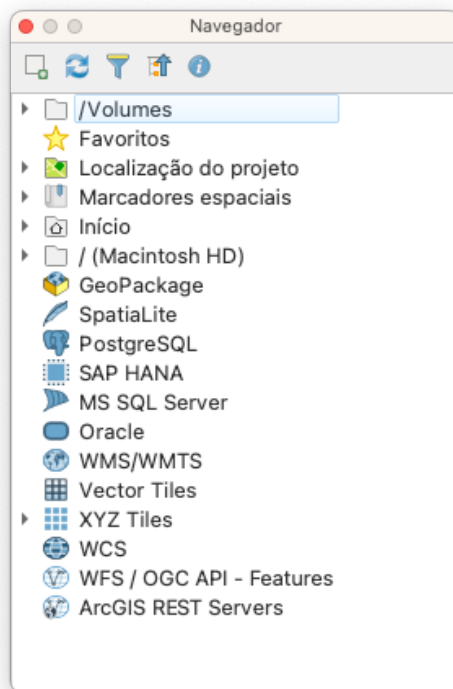 Navegador
/Volumes
Favoritos
Localização do projeto
Marcadores espaciais
Início
/ (Macintosh HD)
GeoPackage
SpatiaLite
PostgreSQL
SAP HANA
MS SQL Server
Oracle
WMS/WMTS
Vector Tiles
XYZ Tiles
WCS
WFS / OGC API - Features
ArcGIS REST Servers